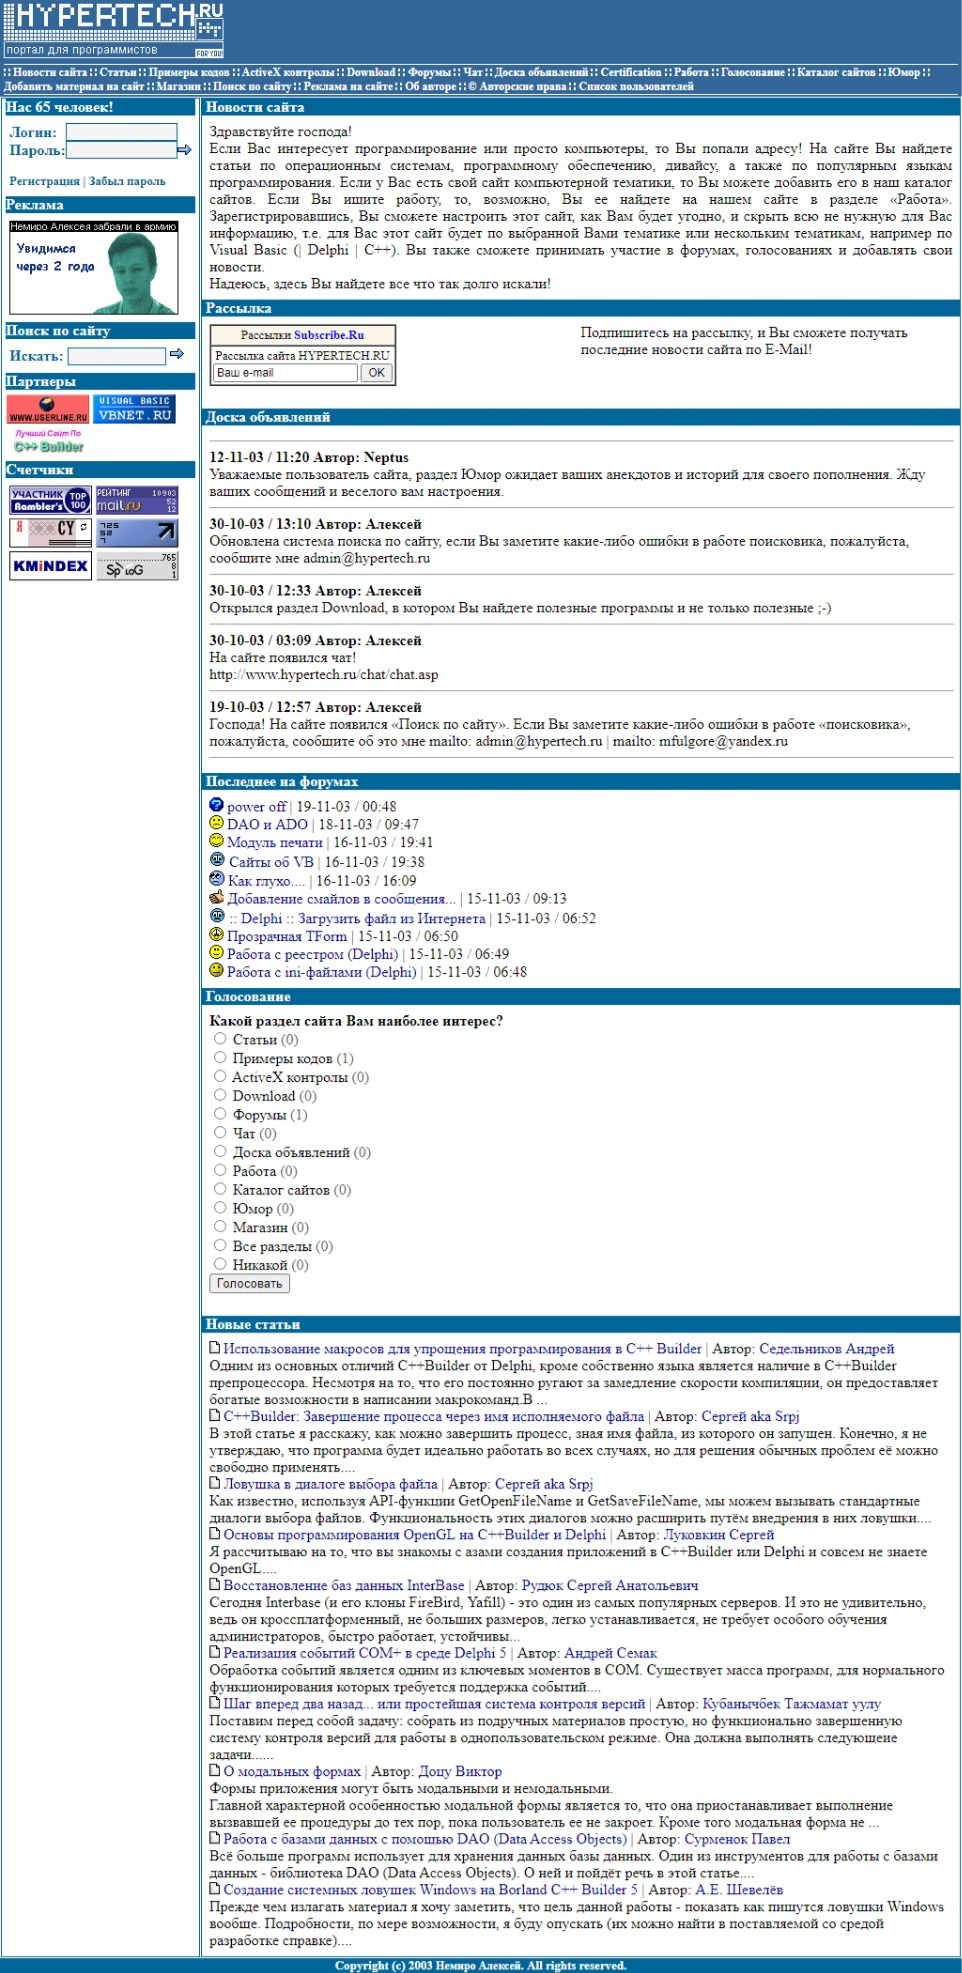 HYPERTECH.RU
портал для программистов
FOR YOU!
:: Новости сайта :: Статьи :: Примеры кодов :: ActiveX контролы :: Download :: Форумы :: Чат :: Доска объявлений :: Certification :: Работа :: Голосование :: Каталог сайтов :: Юмор ::
Добавить материал на сайт :: Магазин :: Поиск по сайту :: Реклама на сайте :: Об авторе :: © Авторские права :: Список пользователей
Нас 65 человек!
Логин:
Пароль:
Регистрация | Забыл пароль
Реклама
Немиро Алексея забрали в армию
Увидимся
через 2 года
Поиск по сайту
Искать:
Партнеры
WWW.USERLINE.RU
VISUAL BASIC
VBNET.RU
Лучший Сайт По
C++ Builder
Счетчики
УЧАСТНИК
Rambler's
TOP
100
РЕЙТИНГ
mail.ru
10903
52
12
Я
CY
725
52
7
KMiNDEX
SpyLOG
765
8
1
Новости сайта
Здравствуйте господа!
Если Вас интересует программирование или просто компьютеры, то Вы попали адресу! На сайте Вы найдете
статьи по операционным системам, программному обеспечению, дивайсу, а также по популярным языкам
программирования. Если у Вас есть свой сайт компьютерной тематики, то Вы можете добавить его в наш каталог
сайтов. Если Вы ищите работу, то, возможно, Вы ее найдете на нашем сайте в разделе «Работа».
Зарегистрировавшись, Вы сможете настроить этот сайт, как Вам будет угодно, и скрыть всю не нужную для Вас
информацию, т.е. для Вас этот сайт будет по выбранной Вами тематике или нескольким тематикам, например по
Visual Basic (| Delphi | C++). Вы также сможете принимать участие в форумах, голосованиях и добавлять свои
новости.
Надеюсь, здесь Вы найдете все что так долго искали!
Рассылка
Рассылки Subscribe.Ru
Рассылка сайта HYPERTECH.RU
Ваш e-mail
OK
Подпишитесь на рассылку, и Вы сможете получать
последние новости сайта по E-Mail!
Доска объявлений
12-11-03 / 11:20 Автор: Neptus
Уважаемые пользователь сайта, раздел Юмор ожидает ваших анекдотов и историй для своего пополнения. Жду
ваших сообщений и веселого вам настроения.
30-10-03 / 13:10 Автор: Алексей
Обновлена система поиска по сайту, если Вы заметите какие-либо ошибки в работе поисковика, пожалуйста,
сообщите мне admin@hypertech.ru
30-10-03 / 12:33 Автор: Алексей
Открылся раздел Download, в котором Вы найдете полезные программы и не только полезные ;-)
30-10-03 / 03:09 Автор: Алексей
На сайте появился чат!
http://www.hypertech.ru/chat/chat.asp
19-10-03 / 12:57 Автор: Алексей
Господа! На сайте появился «Поиск по сайту». Если Вы заметите какие-либо ошибки в работе «поисковика»,
пожалуйста, сообщите об это мне mailto: admin@hypertech.ru | mailto: mfulgore@yandex.ru
Последнее на форумах
power off | 19-11-03 / 00:48
DAO и ADO | 18-11-03 / 09:47
Модуль печати | 16-11-03 / 19:41
Сайты об VB | 16-11-03 / 19:38
Как глухо.... | 16-11-03 / 16:09
Добавление смайлов в сообщения... | 15-11-03 / 09:13
:: Delphi :: Загрузить файл из Интернета | 15-11-03 / 06:52
Прозрачная TForm | 15-11-03 / 06:50
Работа с реестром (Delphi) | 15-11-03 / 06:49
Работа с ini-файлами (Delphi) | 15-11-03 / 06:48
Голосование
Какой раздел сайта Вам наиболее интерес?
Статьи (0)
Примеры кодов (1)
ActiveX контролы (0)
Download (0)
Форумы (1)
Чат (0)
Доска объявлений (0)
Работа (0)
Каталог сайтов (0)
Юмор (0)
Магазин (0)
Все разделы (0)
Никакой (0)
Голосовать
Новые статьи
Использование макросов для упрощения программирования в C++ Builder | Автор: Седельников Андрей
Одним из основных отличий C++Builder от Delphi, кроме собственно языка является наличие в C++Builder
препроцессора. Несмотря на то, что его постоянно ругают за замедление скорости компиляции, он предоставляет
богатые возможности в написании макрокоманд.В ...
C++Builder: Завершение процесса через имя исполняемого файла | Автор: Сергей aka Srpj
В этой статье я расскажу, как можно завершить процесс, зная имя файла, из которого он запущен. Конечно, я не
утверждаю, что программа будет идеально работать во всех случаях, но для решения обычных проблем её можно
свободно применять....
Ловушка в диалоге выбора файла | Автор: Сергей aka Srpj
Как известно, используя API-функции GetOpenFileName и GetSaveFileName, мы можем вызывать стандартные
диалоги выбора файлов. Функциональность этих диалогов можно расширить путём внедрения в них ловушки....
Основы программирования OpenGL на C++Builder и Delphi | Автор: Луковкин Сергей
Я рассчитываю на то, что вы знакомы с азами создания приложений в C++Builder или Delphi и совсем не знаете
OpenGL....
Восстановление баз данных InterBase | Автор: Рудюк Сергей Анатольевич
Сегодня Interbase (и его клоны FireBird, Yafill) - это один из самых популярных серверов. И это не удивительно,
ведь он кроссплатформенный, не больших размеров, легко устанавливается, не требует особого обучения
администраторов, быстро работает, устойчивы...
Реализация событий COM+ в среде Delphi 5 | Автор: Андрей Семак
Обработка событий является одним из ключевых моментов в COM. Существует масса программ, для нормального
функционирования которых требуется поддержка событий....
Шаг вперед два назад... или простейшая система контроля версий | Автор: Кубанычбек Тажмамат уулу
Поставим перед собой задачу: собрать из подручных материалов простую, но функционально завершенную
систему контроля версий для работы в однопользовательском режиме. Она должна выполнять следующеие
задачи......
О модальных формах | Автор: Доцу Виктор
Формы приложения могут быть модальными и немодальными.
Главной характерной особенностью модальной формы является то, что она приостанавливает выполнение
вызвавшей ее процедуры до тех пор, пока пользователь ее не закроет. Кроме того модальная форма не ...
Работа с базами данных с помощью DAO (Data Access Objects) | Автор: Сурменок Павел
Всё больше программ использует для хранения данных базы данных. Один из инструментов для работы с базами
данных - библиотека DAO (Data Access Objects). О ней и пойдёт речь в этой статье....
Создание системных ловушек Windows на Borland C++ Builder 5 | Автор: А.Е. Шевелёв
Прежде чем излагать материал я хочу заметить, что цель данной работы - показать как пишутся ловушки Windows
вообще. Подробности, по мере возможности, я буду опускать (их можно найти в поставляемой со средой
разработке справке)....
Copyright (c) 2003 Немиро Алексей. All rights reserved.